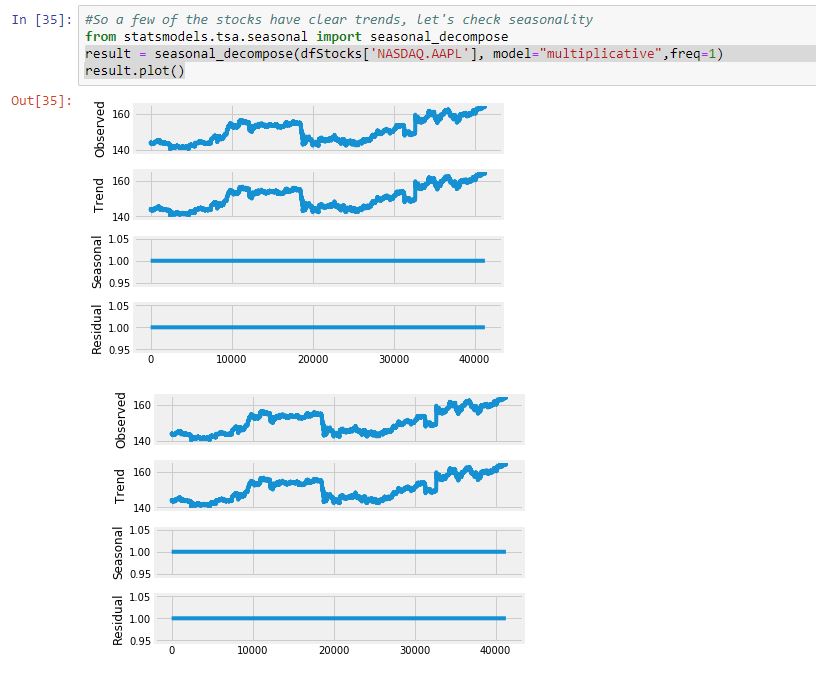 In [35]: #So a few of the stocks have clear trends, let's check seasonality
from statsmodels.tsa.seasonal import seasonal_decompose
result = seasonal_decompose(dfStocks['NASDAQ.AAPL'], model="multiplicative",freq=1)
result.plot()
Out[35]:
Observed
160
140
Trend
160
140
Seasonal
1.05
1.00
0.95
Residual
1.05
1.00
0.95
0 10000 20000 30000 40000
Observed
160
140
Trend
160
140
Seasonal
1.05
1.00
0.95
Residual
1.05
1.00
0.95
0 10000 20000 30000 40000